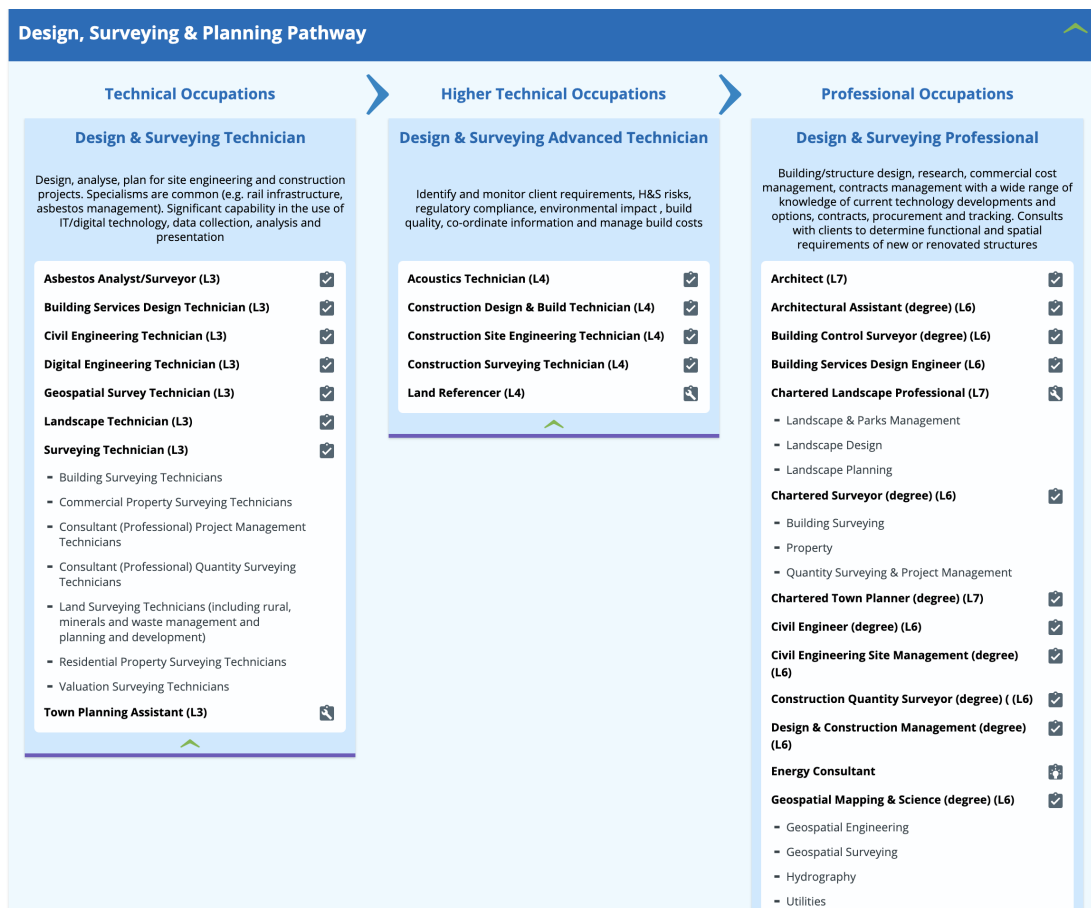 Design, Surveying & Planning Pathway
Technical Occupations
Design & Surveying Technician
Design, analyse, plan for site engineering and construction
projects. Specialisms are common (e.g. rail infrastructure,
asbestos management). Significant capability in the use of
IT/digital technology, data collection, analysis and
presentation
Asbestos Analyst/Surveyor (L3)
Building Services Design Technician (L3)
Civil Engineering Technician (L3)
Digital Engineering Technician (L3)
Geospatial Survey Technician (L3)
Landscape Technician (L3)
Surveying Technician (L3)
- Building Surveying Technicians
- Commercial Property Surveying Technicians
- Consultant (Professional) Project Management
Technicians
- Consultant (Professional) Quantity Surveying
Technicians
- Land Surveying Technicians (including rural,
minerals and waste management and
planning and development)
- Residential Property Surveying Technicians
- Valuation Surveying Technicians
Town Planning Assistant (L3)
Higher Technical Occupations
Design & Surveying Advanced Technician
Identify and monitor client requirements, H&S risks,
regulatory compliance, environmental impact , build
quality, co-ordinate information and manage build costs
Acoustics Technician (L4)
Construction Design & Build Technician (L4)
Construction Site Engineering Technician (L4)
Construction Surveying Technician (L4)
Land Referencer (L4)
Professional Occupations
Design & Surveying Professional
Building/structure design, research, commercial cost
management, contracts management with a wide range of
knowledge of current technology developments and
options, contracts, procurement and tracking. Consults
with clients to determine functional and spatial
requirements of new or renovated structures
Architect (L7)
Architectural Assistant (degree) (L6)
Building Control Surveyor (degree) (L6)
Building Services Design Engineer (L6)
Chartered Landscape Professional (L7)
- Landscape & Parks Management
- Landscape Design
- Landscape Planning
Chartered Surveyor (degree) (L6)
- Building Surveying
- Property
- Quantity Surveying & Project Management
Chartered Town Planner (degree) (L7)
Civil Engineer (degree) (L6)
Civil Engineering Site Management (degree)
(L6)
Construction Quantity Surveyor (degree) ( (L6)
Design & Construction Management (degree)
(L6)
Energy Consultant
Geospatial Mapping & Science (degree) (L6)
- Geospatial Engineering
- Geospatial Surveying
- Hydrography
- Utilities